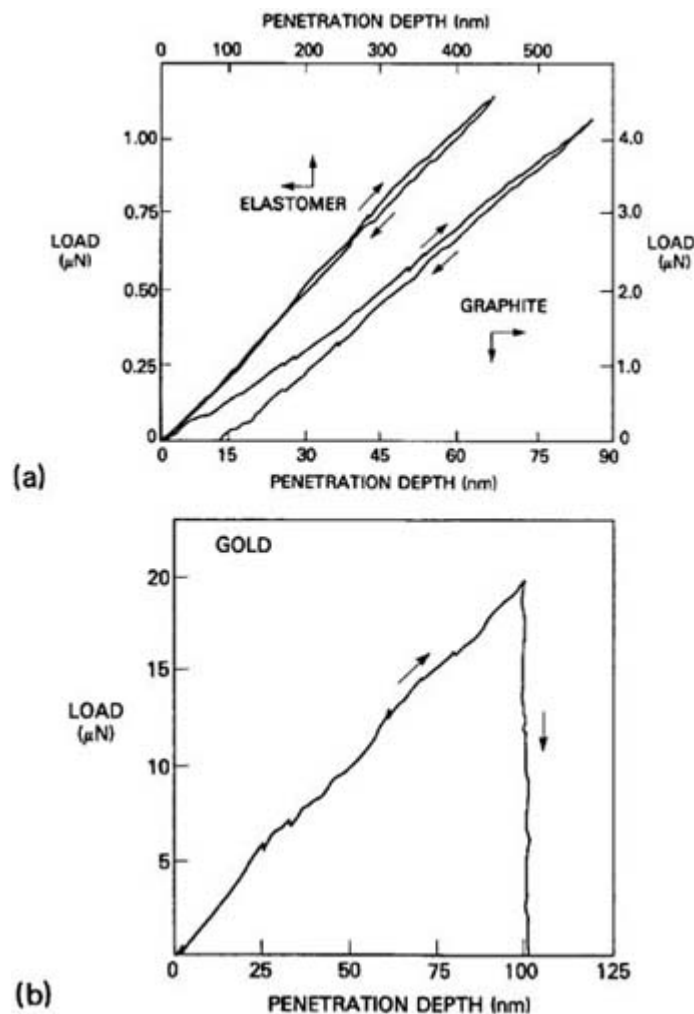 PENETRATION DEPTH (nm)
0 100 200 300 400 500
1.00
0.75
0.50
0.25
0
LOAD
(μN)
ELASTOMER
GRAPHITE
4.0
3.0
2.0
1.0
0
LOAD
(μN)
0 15 30 45 60 75 90
PENETRATION DEPTH (nm)
(a)
GOLD
20
15
10
5
LOAD
(μN)
0 25 50 75 100 125
PENETRATION DEPTH (nm)
(b)